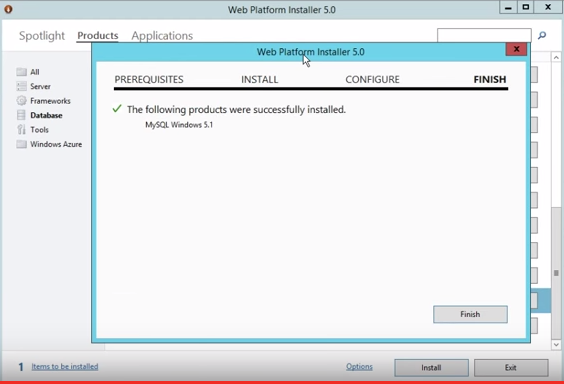 Web Platform Installer 5.0
Spotlight Products Applications
Web Platform Installer 5.0
PREREQUISITES INSTALL CONFIGURE FINISH
The following products were successfully installed.
MySQL Windows 5.1
All
Server
Frameworks
Database
Tools
Windows Azure
Finish
1 Items to be installed Options Install Exit